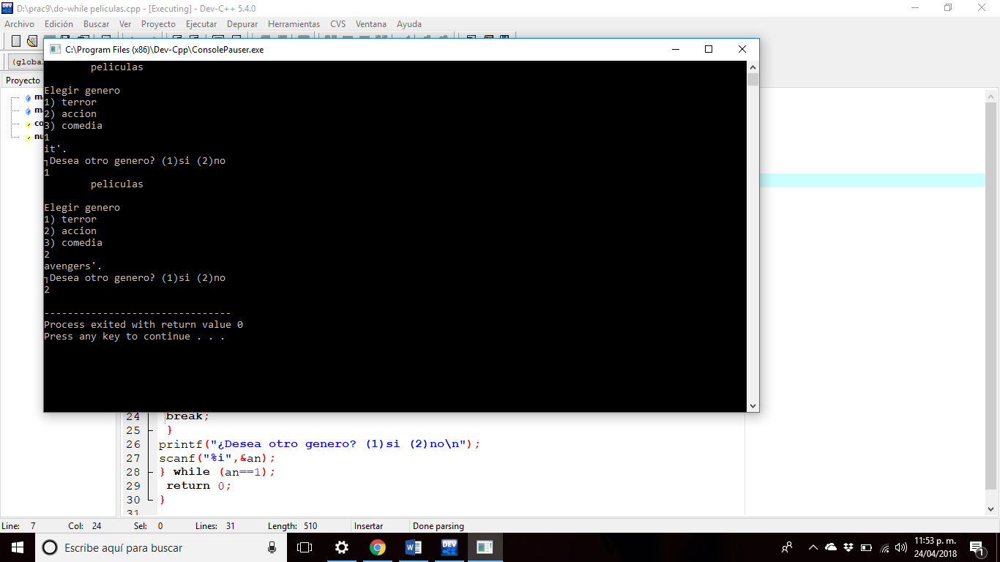 D:\prac9\do-while peliculas.cpp - [Executing] - Dev-C++ 5.4.0
Archivo Edición Buscar Ver Proyecto Ejecutar Depurar Herramientas CVS Ventana Ayuda
C:\Program Files (x86)\Dev-Cpp\ConsolePauser.exe
(globa
Proyecto
peliculas
Elegir genero
1) terror
2) accion
3) comedia
1
it'.
┐Desea otro genero? (1)si (2)no
1
peliculas
Elegir genero
1) terror
2) accion
3) comedia
2
avengers'.
┐Desea otro genero? (1)si (2)no
2
--------------------------------
Process exited with return value 0
Press any key to continue . . .
24 break;
25 }
26 printf("¿Desea otro genero? (1)si (2)no\n");
27 scanf("%i",&an);
28 } while (an==1);
29 return 0;
30 }
31
Line: 7 Col: 24 Sel: 0 Lines: 31 Length: 510 Insertar Done parsing
Escribe aquí para buscar
DEV
11:53 p. m.
24/04/2018
1